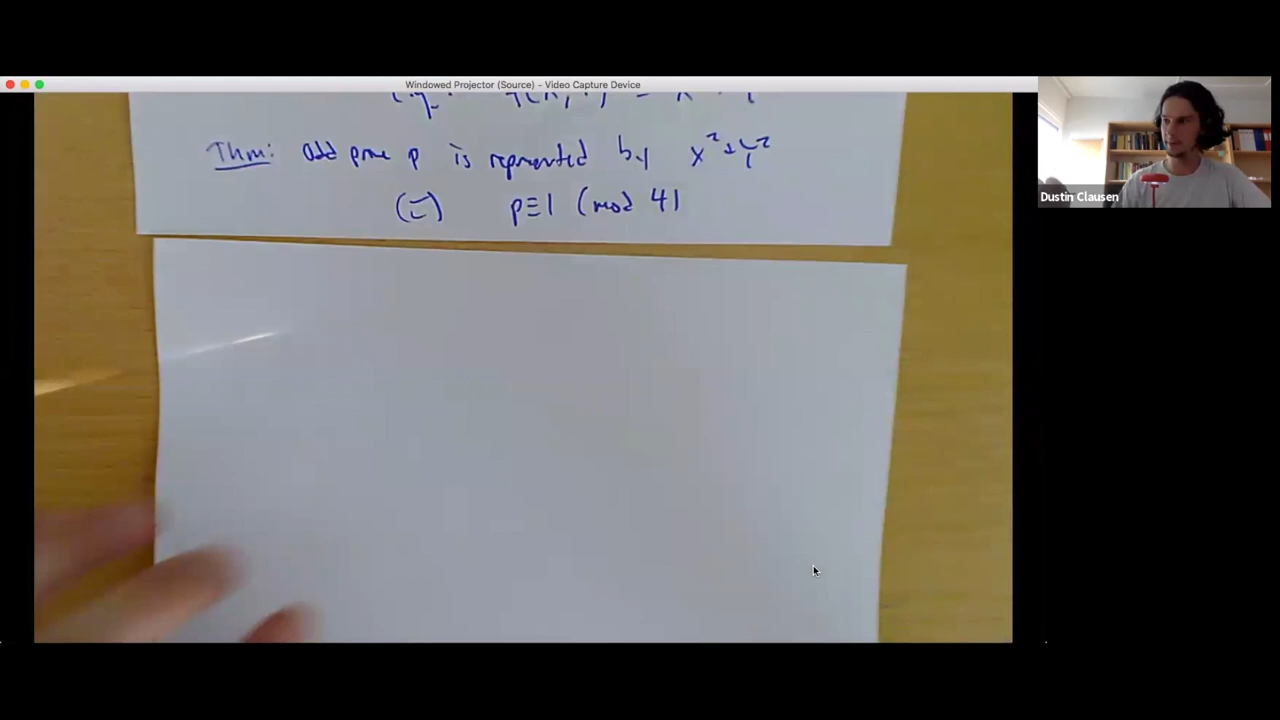 Windowed Projector (Source) - Video Capture Device
Thm: odd prime p is represented by x² + y²
p≡1 (mod 4)
Dustin Clausen